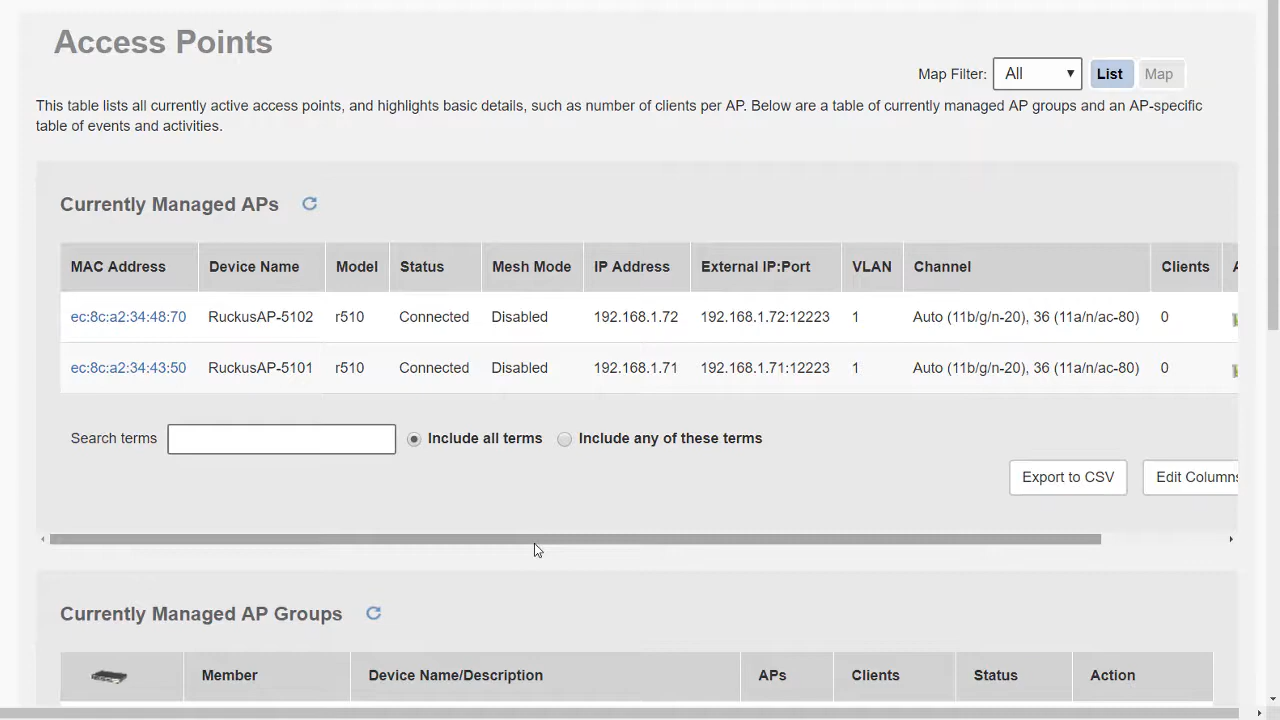 Access Points
Map Filter: All List Map
This table lists all currently active access points, and highlights basic details, such as number of clients per AP. Below are a table of currently managed AP groups and an AP-specific
table of events and activities.
Currently Managed APs
MAC Address Device Name Model Status Mesh Mode IP Address External IP:Port VLAN Channel Clients
ec:8c:a2:34:48:70 RuckusAP-5102 r510 Connected Disabled 192.168.1.72 192.168.1.72:12223 1 Auto (11b/g/n-20), 36 (11a/n/ac-80) 0
ec:8c:a2:34:43:50 RuckusAP-5101 r510 Connected Disabled 192.168.1.71 192.168.1.71:12223 1 Auto (11b/g/n-20), 36 (11a/n/ac-80) 0
Search terms Include all terms Include any of these terms
Export to CSV Edit Columns
Currently Managed AP Groups
Member Device Name/Description APs Clients Status Action